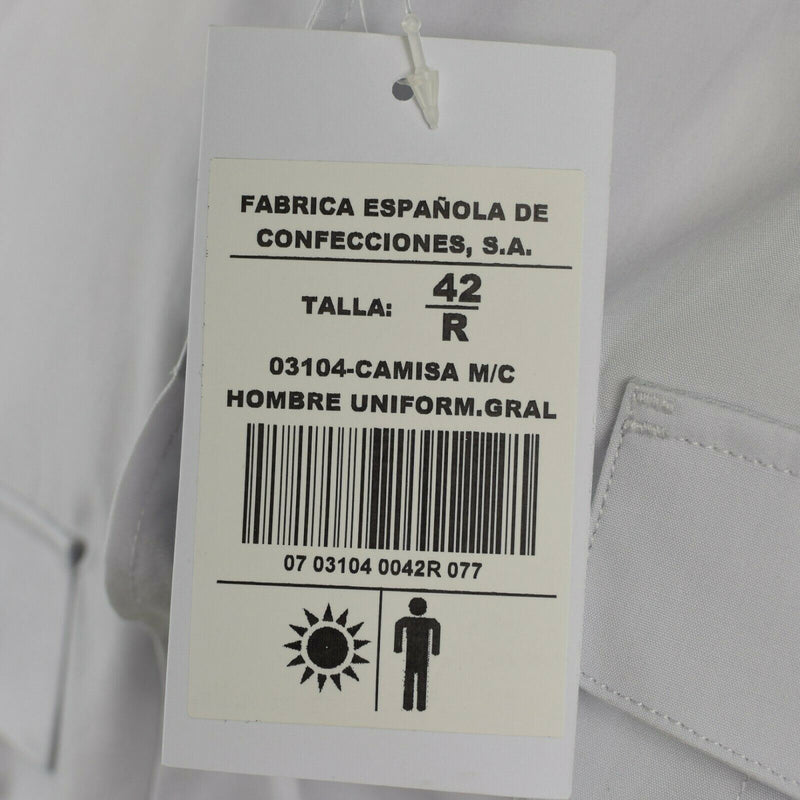 FABRICA ESPAÑOLA DE
CONFECCIONES, S.A.
TALLA: 42
R
03104-CAMISA M/C
HOMBRE UNIFORM.GRAL
07 03104 0042R 077